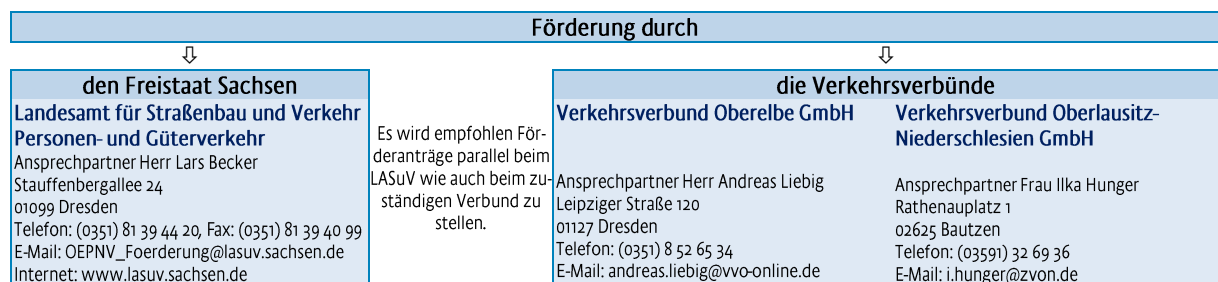 Förderung durch
den Freistaat Sachsen
Landesamt für Straßenbau und Verkehr
Personen- und Güterverkehr
Ansprechpartner Herr Lars Becker
Stauffenbergallee 24
01099 Dresden
Telefon: (0351) 81 39 44 20, Fax: (0351) 81 39 40 99
E-Mail: OEPNV_Foerderung@lasuv.sachsen.de
Internet: www.lasuv.sachsen.de
Es wird empfohlen För-
deranträge parallel beim
LASuV wie auch beim zu-
ständigen Verbund zu
stellen.
die Verkehrsverbünde
Verkehrsverbund Oberelbe GmbH
Ansprechpartner Herr Andreas Liebig
Leipziger Straße 120
01127 Dresden
Telefon: (0351) 8 52 65 34
E-Mail: andreas.liebig@vvo-online.de
Verkehrsverbund Oberlausitz-
Niederschlesien GmbH
Ansprechpartner Frau Ilka Hunger
Rathenauplatz 1
02625 Bautzen
Telefon: (03591) 32 69 36
E-Mail: i.hunger@zvon.de